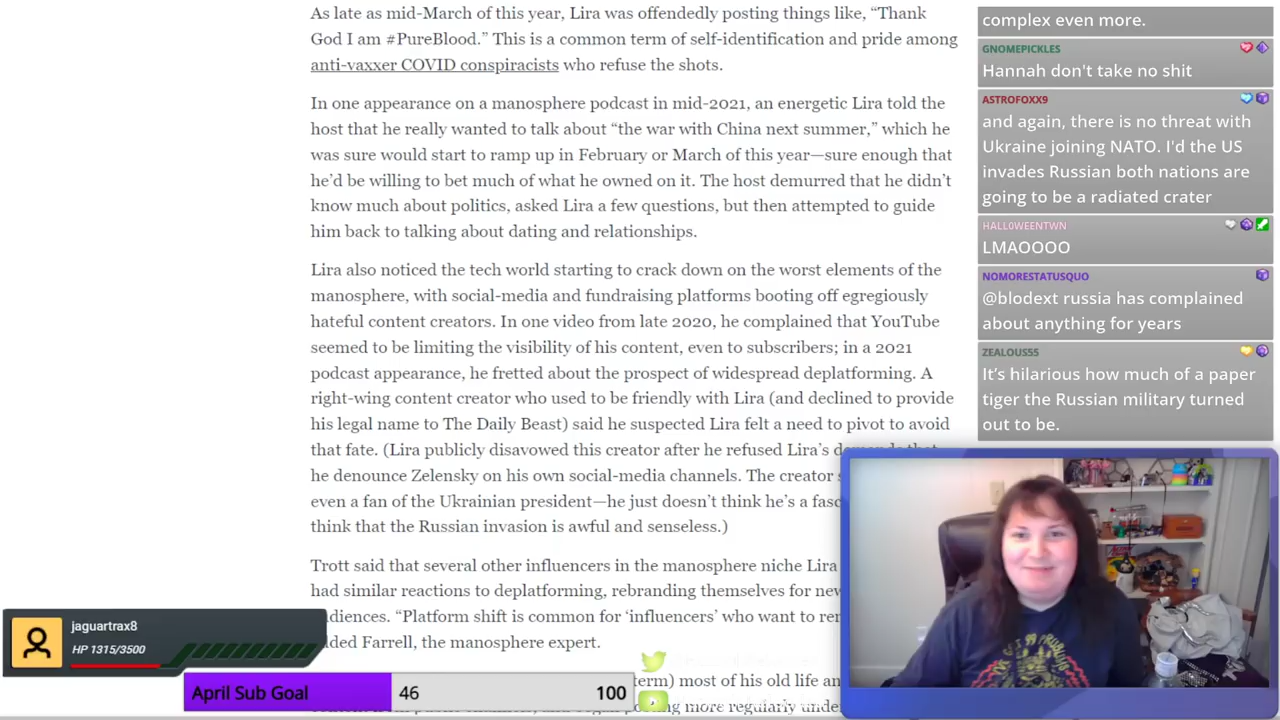 As late as mid-March of this year, Lira was offendedly posting things like, “Thank
God I am #PureBlood.” This is a common term of self-identification and pride among
anti-vaxxer COVID conspiracists who refuse the shots.
In one appearance on a manosphere podcast in mid-2021, an energetic Lira told the
host that he really wanted to talk about “the war with China next summer,” which he
was sure would start to ramp up in February or March of this year—sure enough that
he’d be willing to bet much of what he owned on it. The host demurred that he didn’t
know much about politics, asked Lira a few questions, but then attempted to guide
him back to talking about dating and relationships.
Lira also noticed the tech world starting to crack down on the worst elements of the
manosphere, with social-media and fundraising platforms booting off egregiously
hateful content creators. In one video from late 2020, he complained that YouTube
seemed to be limiting the visibility of his content, even to subscribers; in a 2021
podcast appearance, he fretted about the prospect of widespread deplatforming. A
right-wing content creator who used to be friendly with Lira (and declined to provide
his legal name to The Daily Beast) said he suspected Lira felt a need to pivot to avoid
that fate. (Lira publicly disavowed this creator after he refused Lira’s demands that
he denounce Zelensky on his own social-media channels. The creator
even a fan of the Ukrainian president—he just doesn’t think he’s a
think that the Russian invasion is awful and senseless.)
Trott said that several other influencers in the manosphere niche Lira
had similar reactions to deplatforming, rebranding themselves for
“Platform shift is common for ‘influencers’ who want to
Farrell, the manosphere expert.
term) most of his old life
more regularly
complex even more.
GNOMEPICKLES
Hannah don't take no shit
ASTROFOXX9
and again, there is no threat with
Ukraine joining NATO. I'd the US
invades Russian both nations are
going to be a radiated crater
HALL0WEENTWN
LMAOOOO
NOMORESTATUSQUO
@blodext russia has complained
about anything for years
ZEALOUS55
It’s hilarious how much of a paper
tiger the Russian military turned
out to be.
jaguartrax8
HP 1315/3500
April Sub Goal 46 100